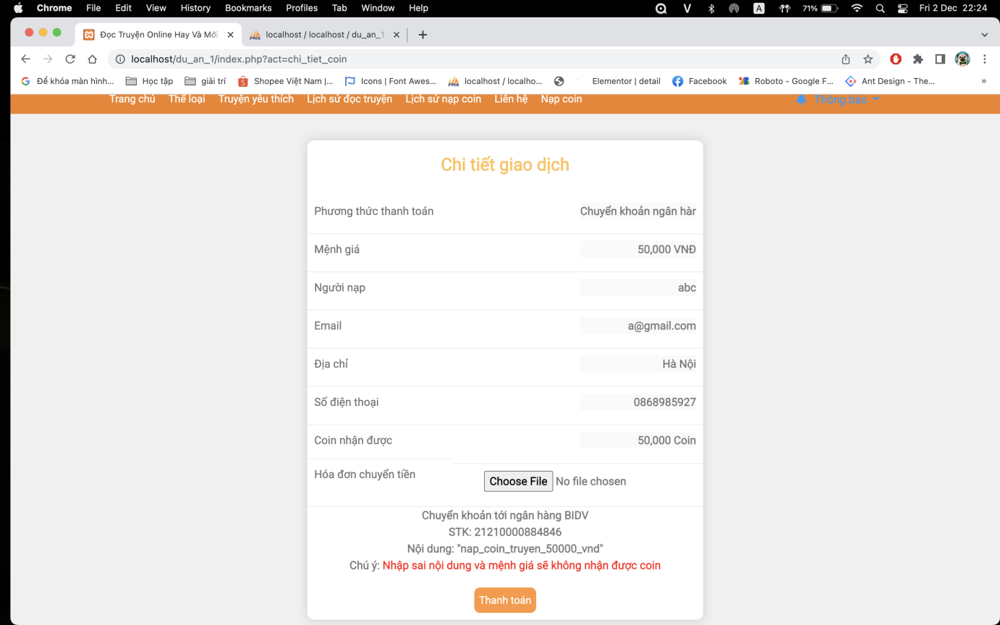 Chrome File Edit View History Bookmarks Profiles Tab Window Help 71% Fri 2 Dec 22:24
Đọc Truyện Online Hay Và Mới localhost / localhost / du_an_1
localhost/du_an_1/index.php?act=chi_tiet_coin
Để khóa màn hình... Học tập giải trí Shopee Việt Nam |... Icons | Font Awes... localhost / localho... Elementor | detail Facebook Roboto - Google F... Ant Design - The... »
Trang chủ Thể loại Truyện yêu thích Lịch sử đọc truyện Lịch sử nạp coin Liên hệ Nạp coin Thông báo
Chi tiết giao dịch
Phương thức thanh toán Chuyển khoản ngân hàr
Mệnh giá 50,000 VNĐ
Người nạp abc
Email a@gmail.com
Địa chỉ Hà Nội
Số điện thoại 0868985927
Coin nhận được 50,000 Coin
Hóa đơn chuyển tiền Choose File No file chosen
Chuyển khoản tới ngân hàng BIDV
STK: 21210000884846
Nội dung: "nap_coin_truyen_50000_vnd"
Chú ý: Nhập sai nội dung và mệnh giá sẽ không nhận được coin
Thanh toán